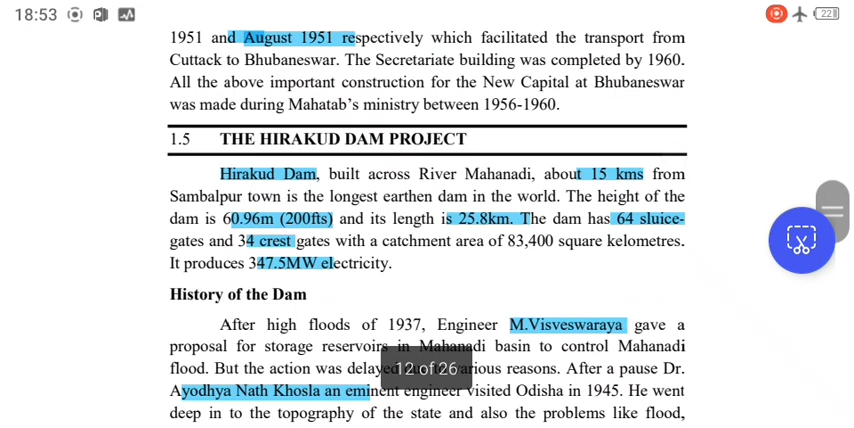 18:53
22
1951 and August 1951 respectively which facilitated the transport from
Cuttack to Bhubaneswar. The Secretariate building was completed by 1960.
All the above important construction for the New Capital at Bhubaneswar
was made during Mahatab's ministry between 1956-1960.
1.5 THE HIRAKUD DAM PROJECT
Hirakud Dam, built across River Mahanadi, about 15 kms from
Sambalpur town is the longest earthen dam in the world. The height of the
dam is 60.96m (200fts) and its length is 25.8km. The dam has 64 sluice-
gates and 34 crest gates with a catchment area of 83,400 square kelometres.
It produces 347.5MW electricity.
History of the Dam
After high floods of 1937, Engineer M.Visveswaraya gave a
proposal for storage reservoirs in Mahanadi basin to control Mahanadi
flood. But the action was delayed various reasons. After a pause Dr.
12 of 26
Ayodhya Nath Khosla an eminent engineer visited Odisha in 1945. He went
deep in to the topography of the state and also the problems like flood,